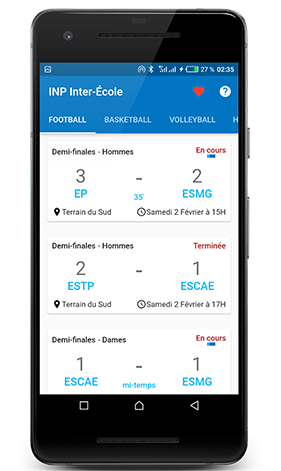 27 % 02:35
INP Inter-École
?
FOOTBALL BASKETBALL VOLLEYBALL H
Demi-finales - Hommes En cours
3 - 2
EP 35' ESMG
Terrain du Sud Samedi 2 Février à 15H
Demi-finales - Hommes Terminée
2 - 1
ESTP ESCAE
Terrain du Sud Samedi 2 Février à 17H
Demi-finales - Dames En cours
1 - 1
ESCAE mi-temps ESMG